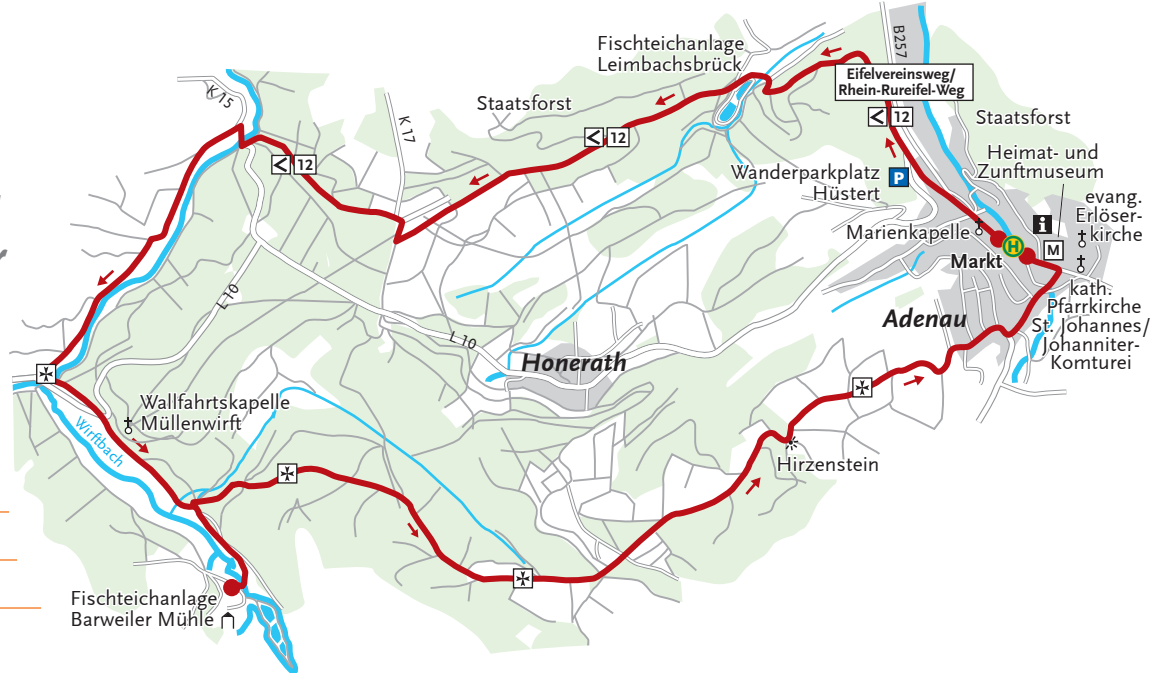 Fischteichanlage
Leimbachsbrück
B257
Eifelvereinsweg/
Rhein-Rureifel-Weg
K 15
K 17
Staatsforst
< 12
< 12
< 12
Staatsforst
Heimat- und
Zunftmuseum
Wanderparkplatz
Hüstert
P
evang.
Erlöser-
kirche
i
Marienkapelle
H
M
Markt
kath.
Pfarrkirche
St. Johannes/
Johanniter-
Komturei
Adenau
L 10
L 10
Honerath
Wallfahrtskapelle
Müllenwirft
Wirftbach
Hirzenstein
Fischteichanlage
Barweiler Mühle